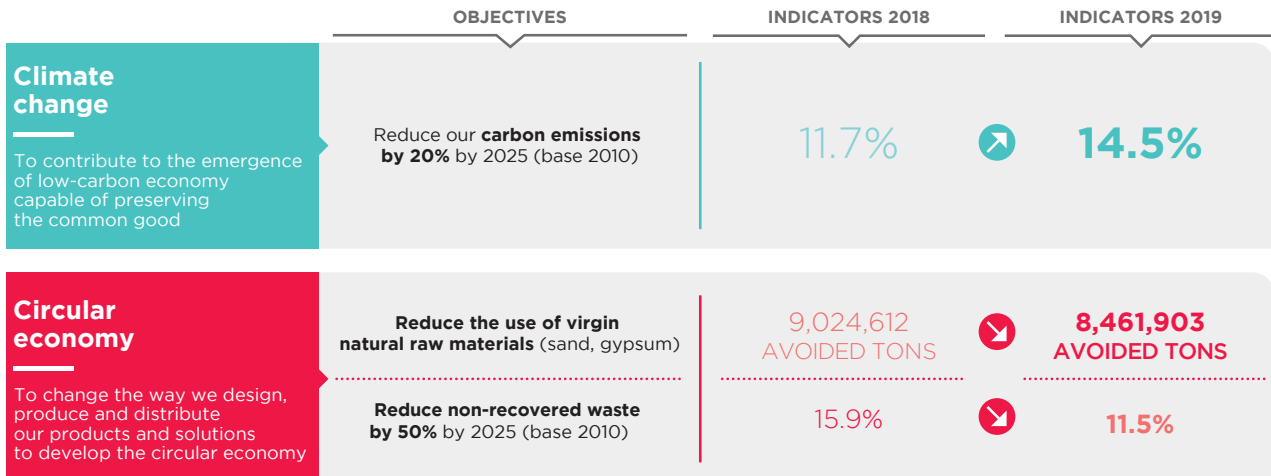 OBJECTIVES
INDICATORS 2018
INDICATORS 2019
Climate
change
To contribute to the emergence
of low-carbon economy
capable of preserving
the common good
Reduce our carbon emissions
by 20% by 2025 (base 2010)
11.7%
14.5%
Circular
economy
To change the way we design,
produce and distribute
our products and solutions
to develop the circular economy
Reduce the use of virgin
natural raw materials (sand, gypsum)
9,024,612
AVOIDED TONS
8,461,903
AVOIDED TONS
Reduce non-recovered waste
by 50% by 2025 (base 2010)
15.9%
11.5%